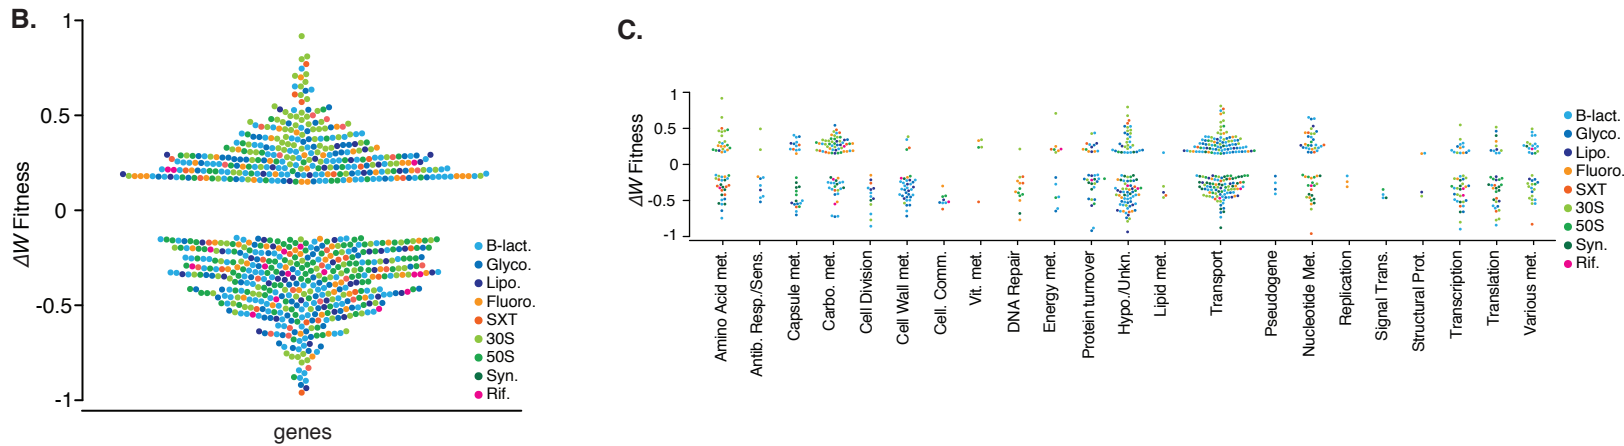 B.
1
0.5
0
-0.5
-1
ΔW Fitness
genes
B-lact.
Glyco.
Lipo.
Fluoro.
SXT
30S
50S
Syn.
Rif.
C.
1
0.5
0
-0.5
-1
ΔW Fitness
Amino Acid met.
Antib. Resp./Sens.
Capsule met.
Carbo. met.
Cell Division
Cell Wall met.
Cell. Comm.
Vit. met.
DNA Repair
Energy met.
Protein turnover
Hypo./Unkn.
Lipid met.
Transport
Pseudogene
Nucleotide Met.
Replication
Signal Trans.
Structural Prot.
Transcription
Translation
Various met.
B-lact.
Glyco.
Lipo.
Fluoro.
SXT
30S
50S
Syn.
Rif.